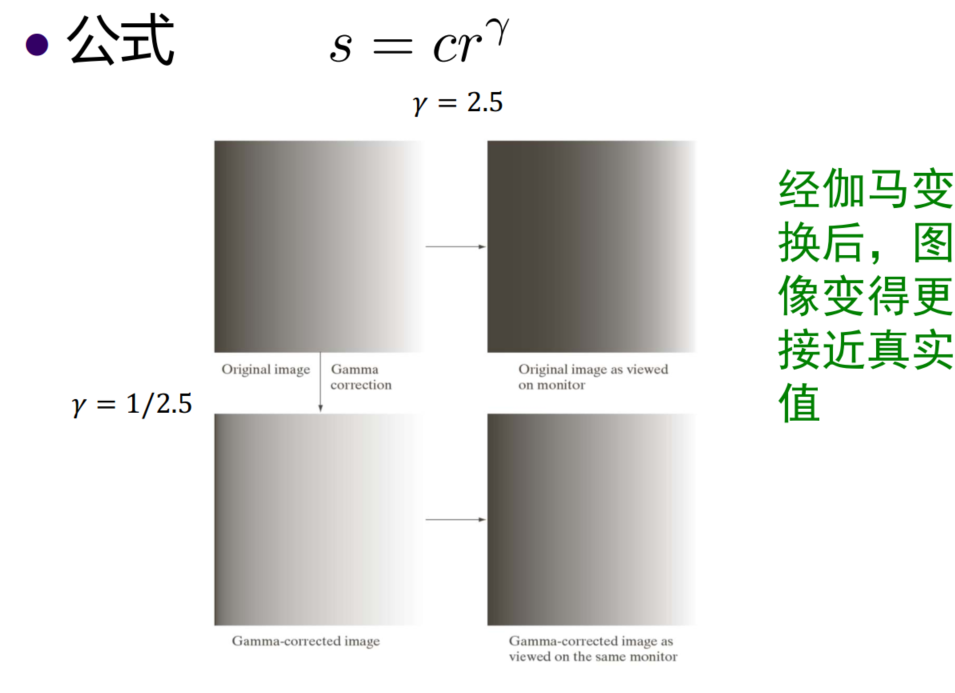 ● 公式
s = cr^γ
γ = 2.5
Original image
Gamma
correction
Original image as viewed
on monitor
γ = 1/2.5
Gamma-corrected image
Gamma-corrected image as
viewed on the same monitor
经伽马变
换后，图
像变得更
接近真实
值